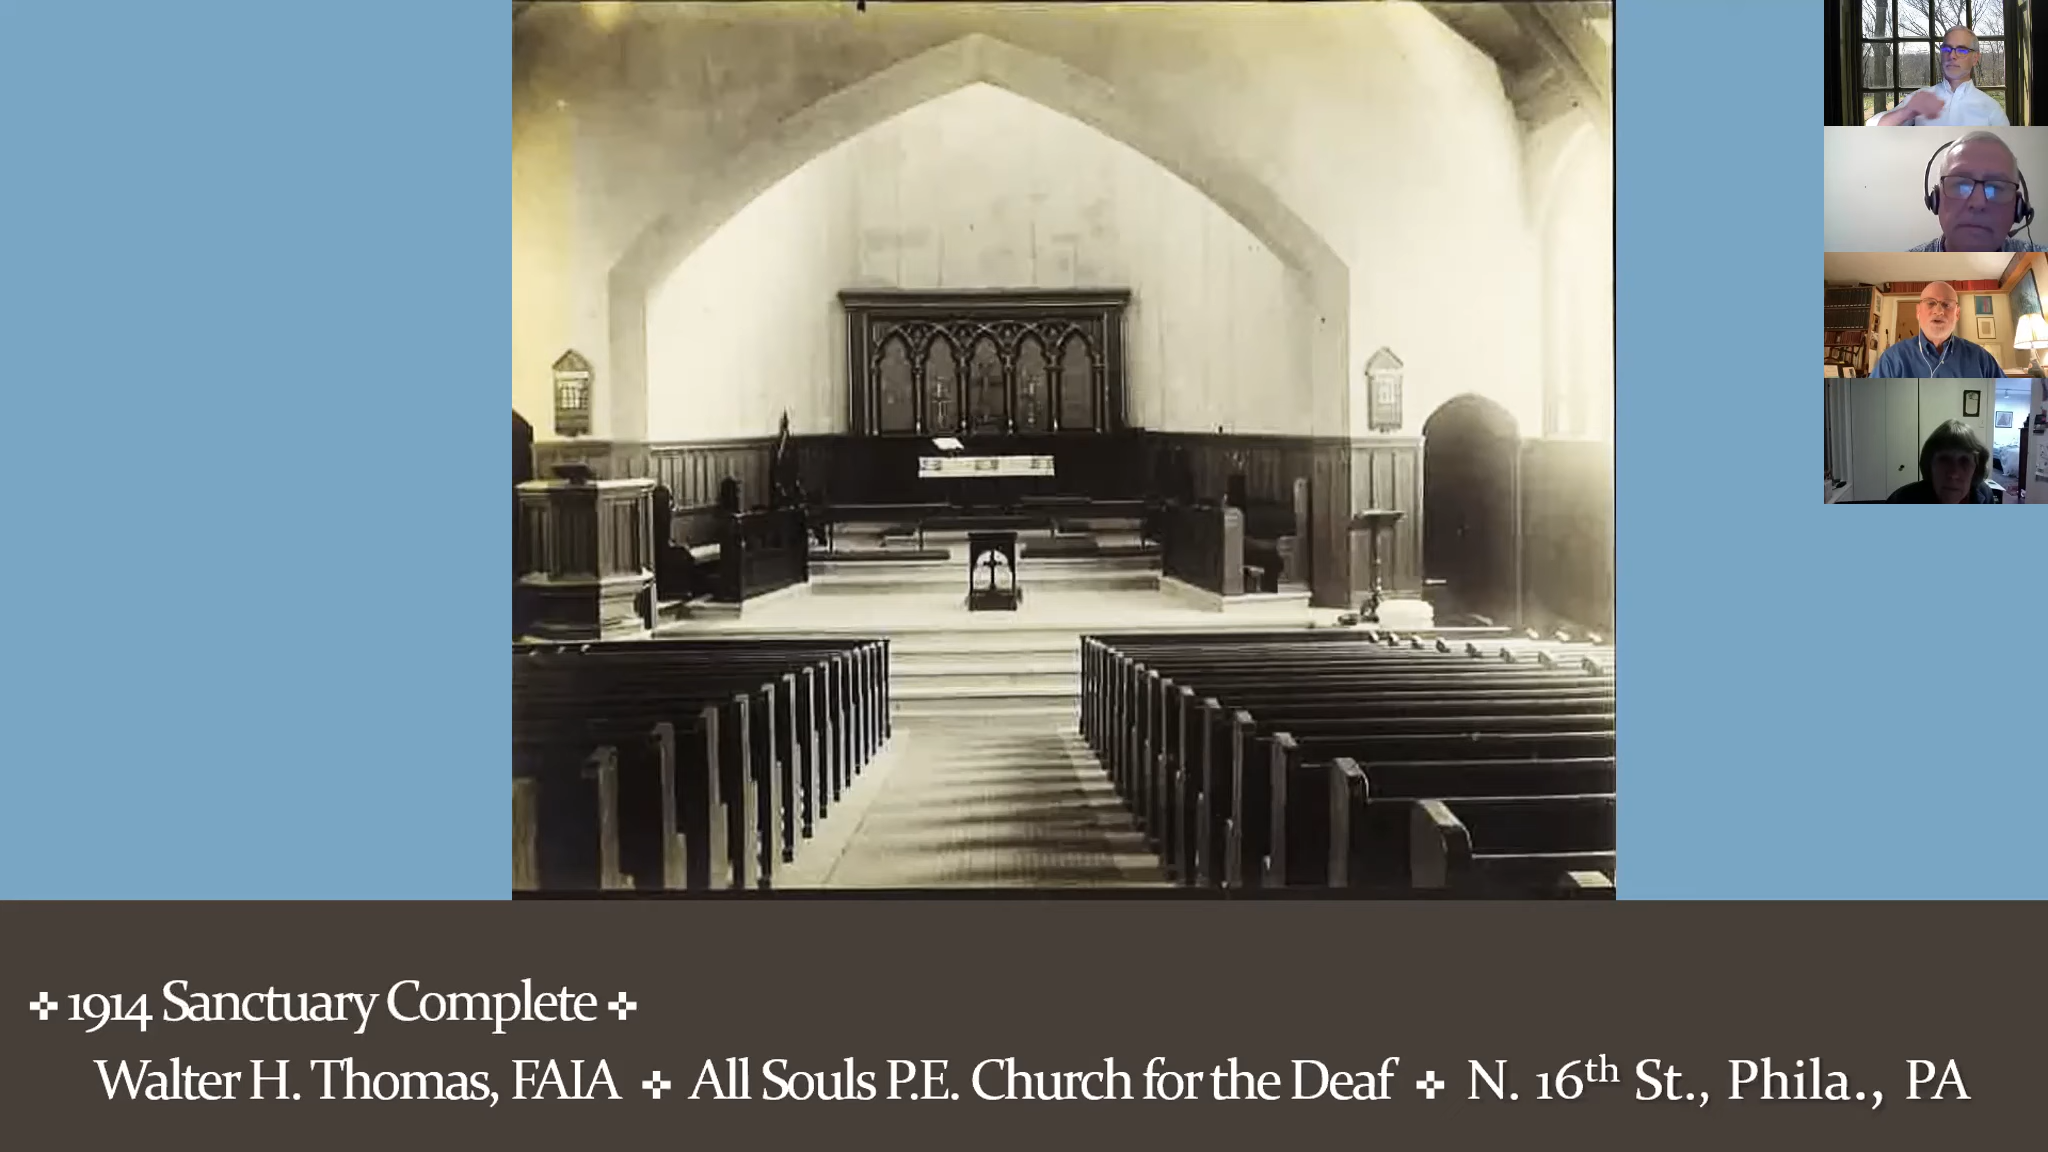 ✣ 1914 Sanctuary Complete ✣
Walter H. Thomas, FAIA ✣ All Souls P.E. Church for the Deaf ✣ N. 16th St., Phila., PA